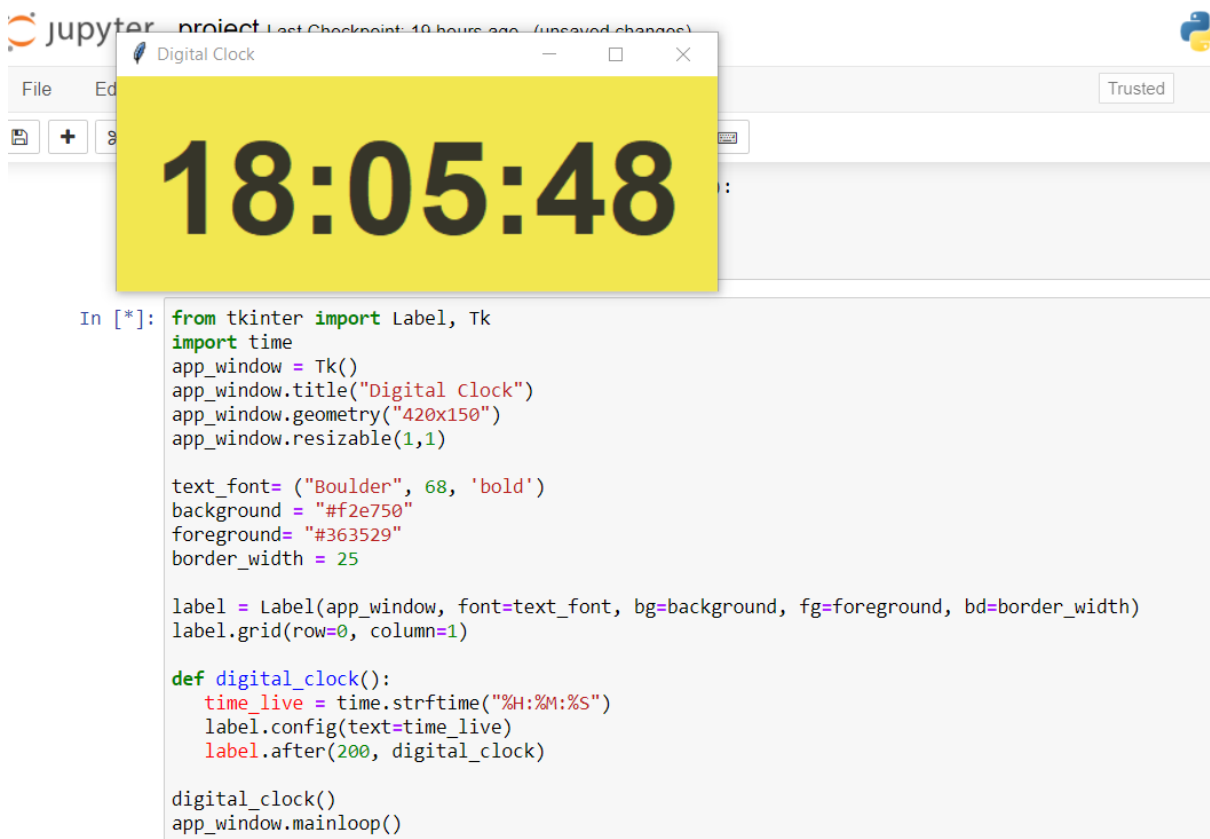 jupyter project Last Checkpoint: 19 hours ago (unsaved changes)
Digital Clock
File Ed
Trusted
18:05:48
):
In [*]: from tkinter import Label, Tk
import time
app_window = Tk()
app_window.title("Digital Clock")
app_window.geometry("420x150")
app_window.resizable(1,1)
text_font= ("Boulder", 68, 'bold')
background = "#f2e750"
foreground= "#363529"
border_width = 25
label = Label(app_window, font=text_font, bg=background, fg=foreground, bd=border_width)
label.grid(row=0, column=1)
def digital_clock():
   time_live = time.strftime("%H:%M:%S")
   label.config(text=time_live)
   label.after(200, digital_clock)
digital_clock()
app_window.mainloop()